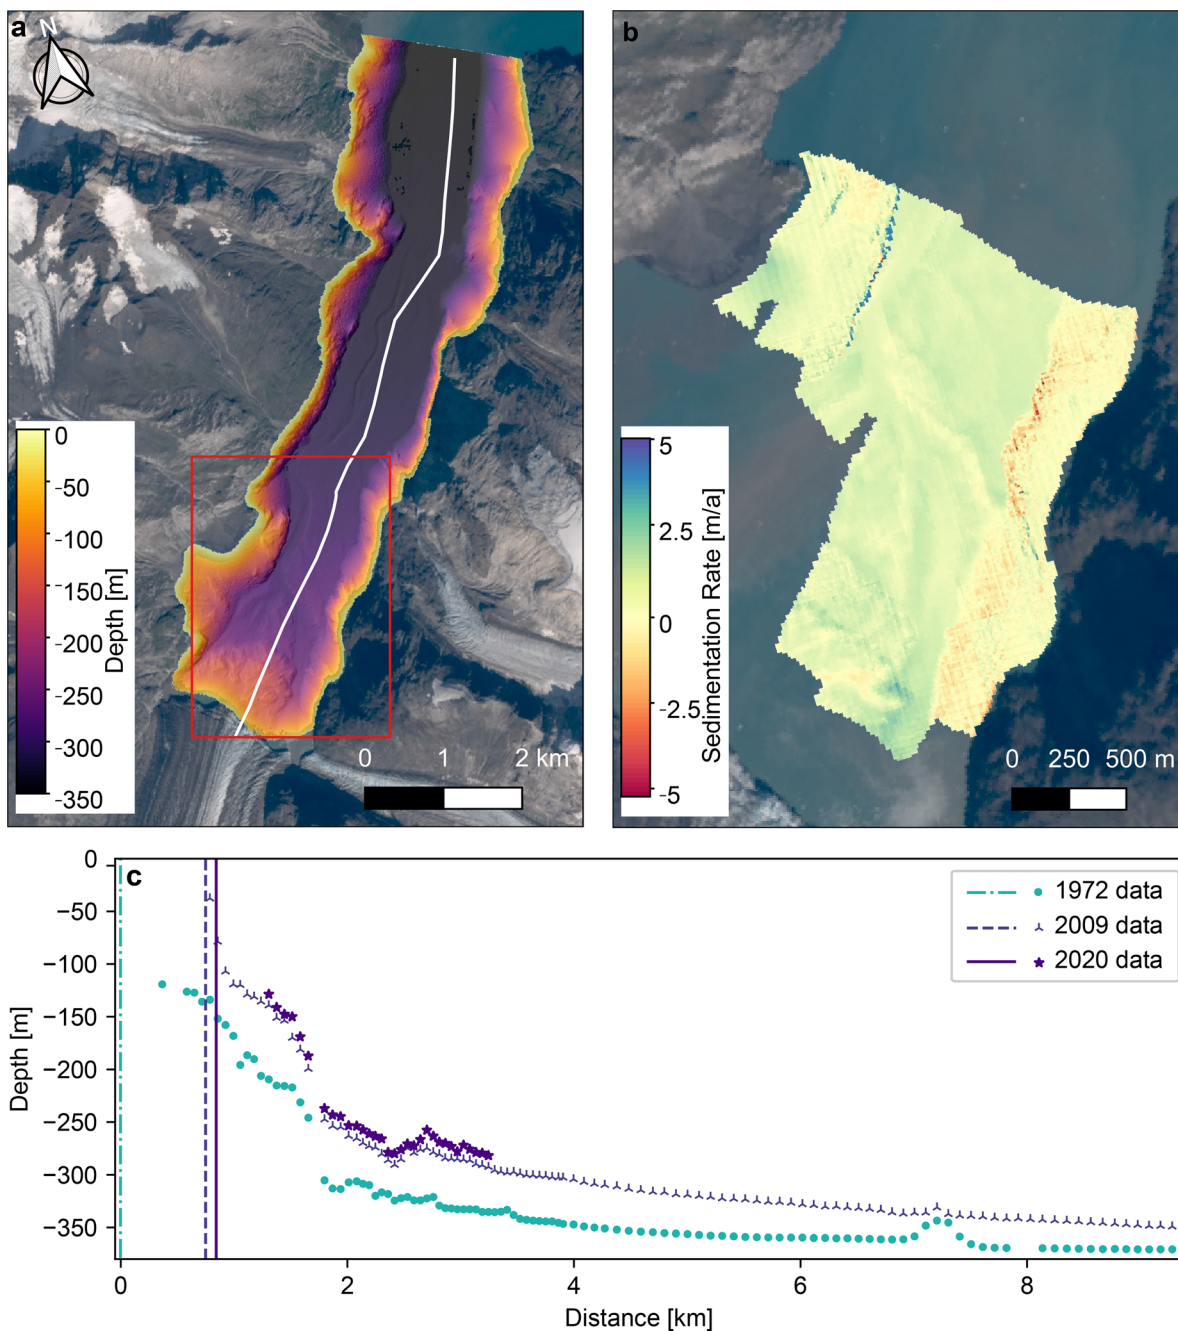 a
N
0
-50
-100
-150
-200
-250
-300
-350
Depth [m]
0 1 2 km
b
5
2.5
0
-2.5
-5
Sedimentation Rate [m/a]
0 250 500 m
c
0
−50
−100
−150
−200
−250
−300
−350
Depth [m]
1972 data
2009 data
2020 data
0 2 4 6 8
Distance [km]